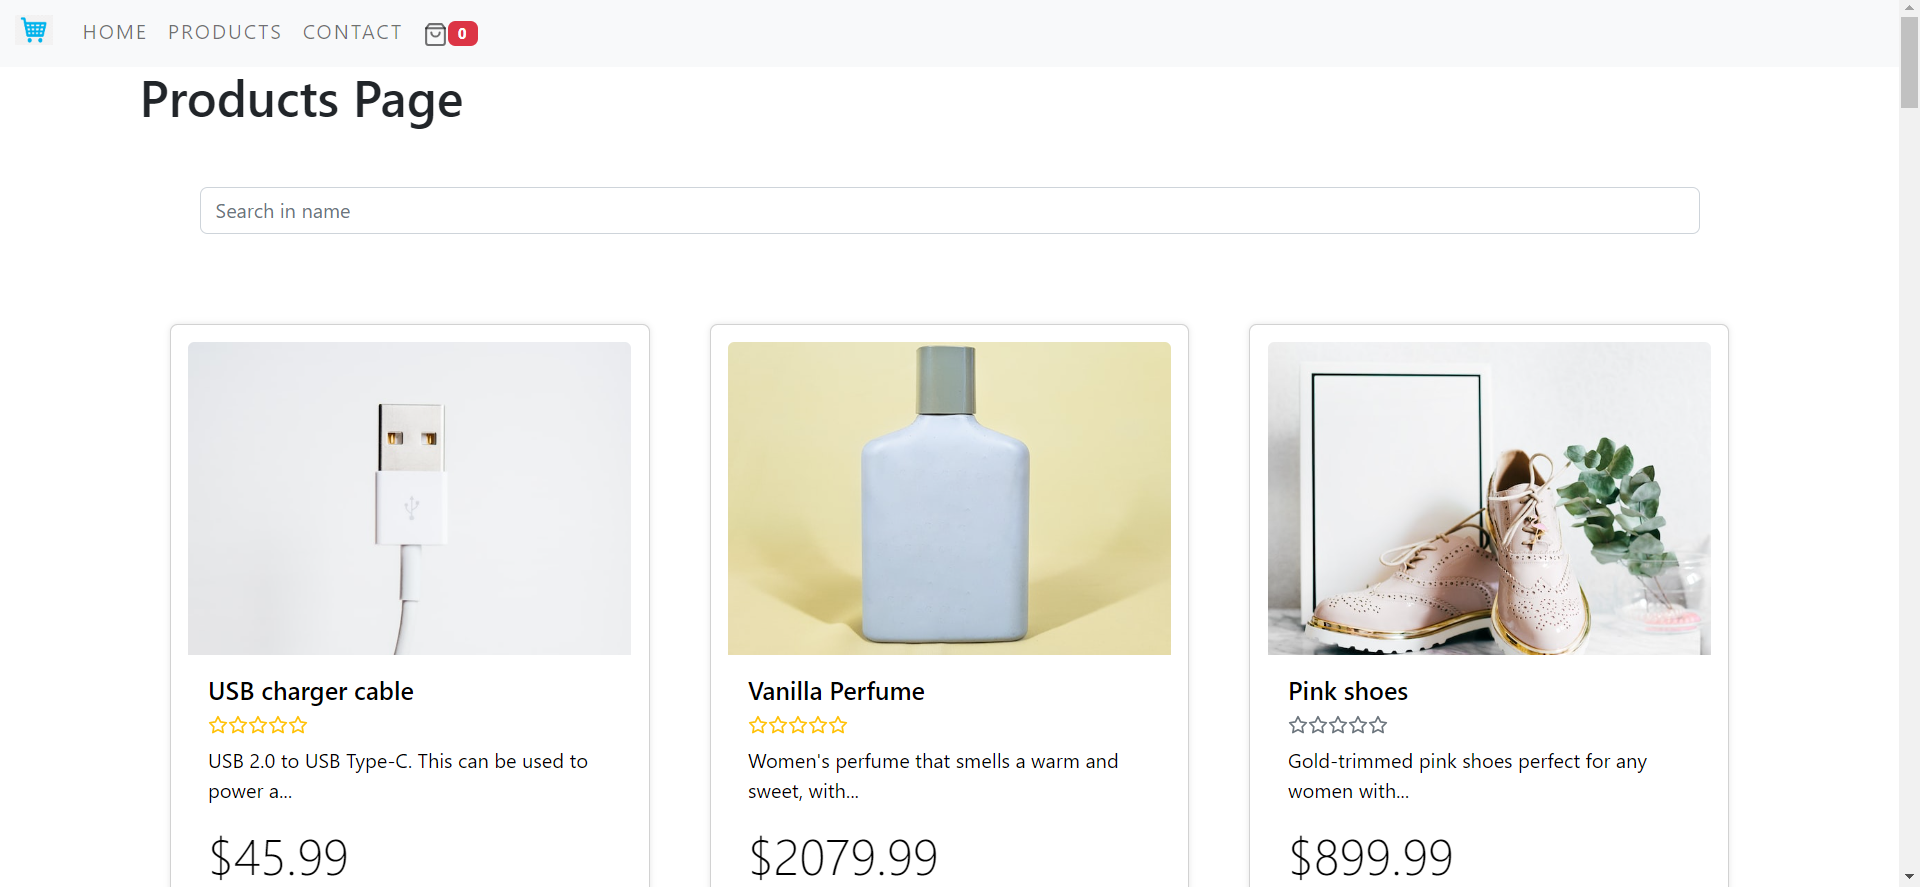 HOME PRODUCTS CONTACT 0
Products Page
Search in name
USB charger cable
USB 2.0 to USB Type-C. This can be used to
power a...
$45.99
Vanilla Perfume
Women's perfume that smells a warm and
sweet, with...
$2079.99
Pink shoes
Gold-trimmed pink shoes perfect for any
women with...
$899.99